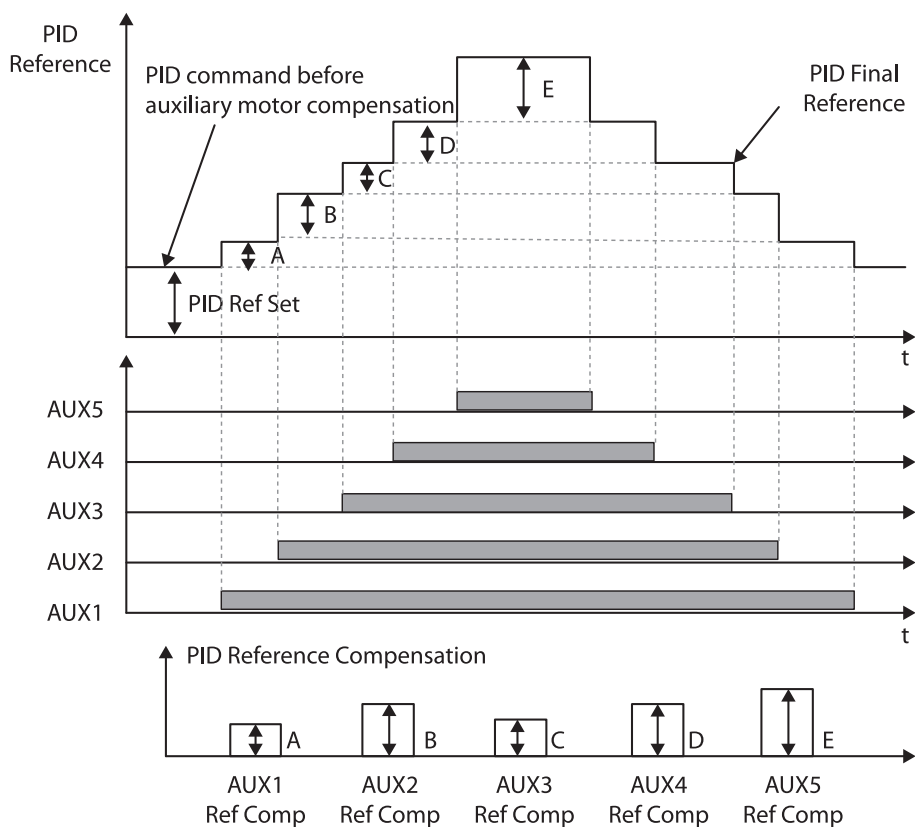 PID
Reference
PID command before
auxiliary motor compensation
PID Final
Reference
E
D
C
B
A
PID Ref Set
t
AUX5
AUX4
AUX3
AUX2
AUX1
t
PID Reference Compensation
A
B
C
D
E
AUX1
Ref Comp
AUX2
Ref Comp
AUX3
Ref Comp
AUX4
Ref Comp
AUX5
Ref Comp